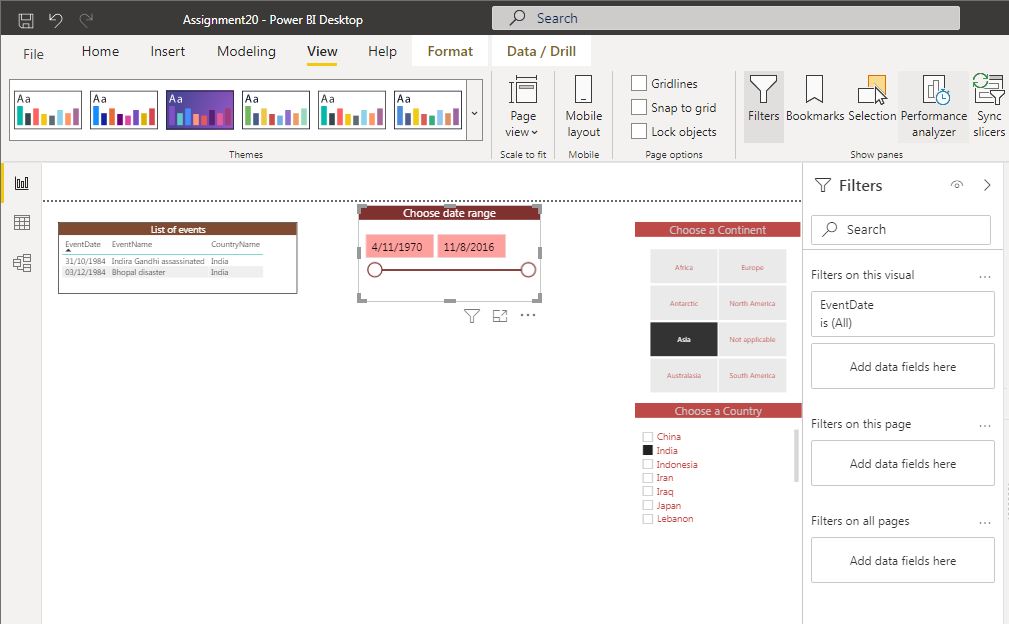 Assignment20 - Power BI Desktop
Search
File
Home
Insert
Modeling
View
Help
Format
Data / Drill
Aa
Aa
Aa
Aa
Aa
Aa
Themes
Page
view
Scale to fit
Mobile
layout
Mobile
Gridlines
Snap to grid
Lock objects
Page options
Filters
Bookmarks
Selection
Performance
analyzer
Sync
slicers
Show panes
List of events
EventDate EventName CountryName
31/10/1984 Indira Gandhi assassinated India
03/12/1984 Bhopal disaster India
Choose date range
4/11/1970 11/8/2016
Choose a Continent
Africa Europe
Antarctic North America
Asia Not applicable
Australasia South America
Choose a Country
China
India
Indonesia
Iran
Iraq
Japan
Lebanon
Filters
Search
Filters on this visual
EventDate
is (All)
Add data fields here
Filters on this page
Add data fields here
Filters on all pages
Add data fields here